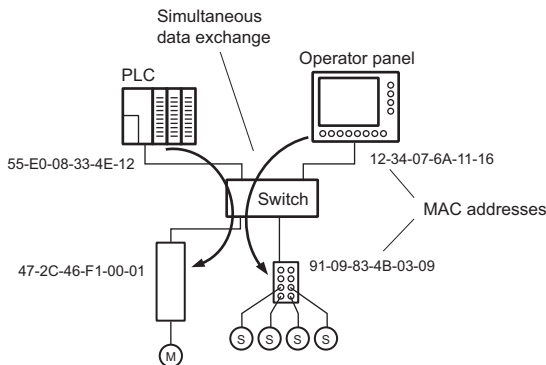 Simultaneous
data exchange
Operator panel
PLC
55-E0-08-33-4E-12
12-34-07-6A-11-16
Switch
MAC addresses
47-2C-46-F1-00-01
91-09-83-4B-03-09
S
S
S
S
M